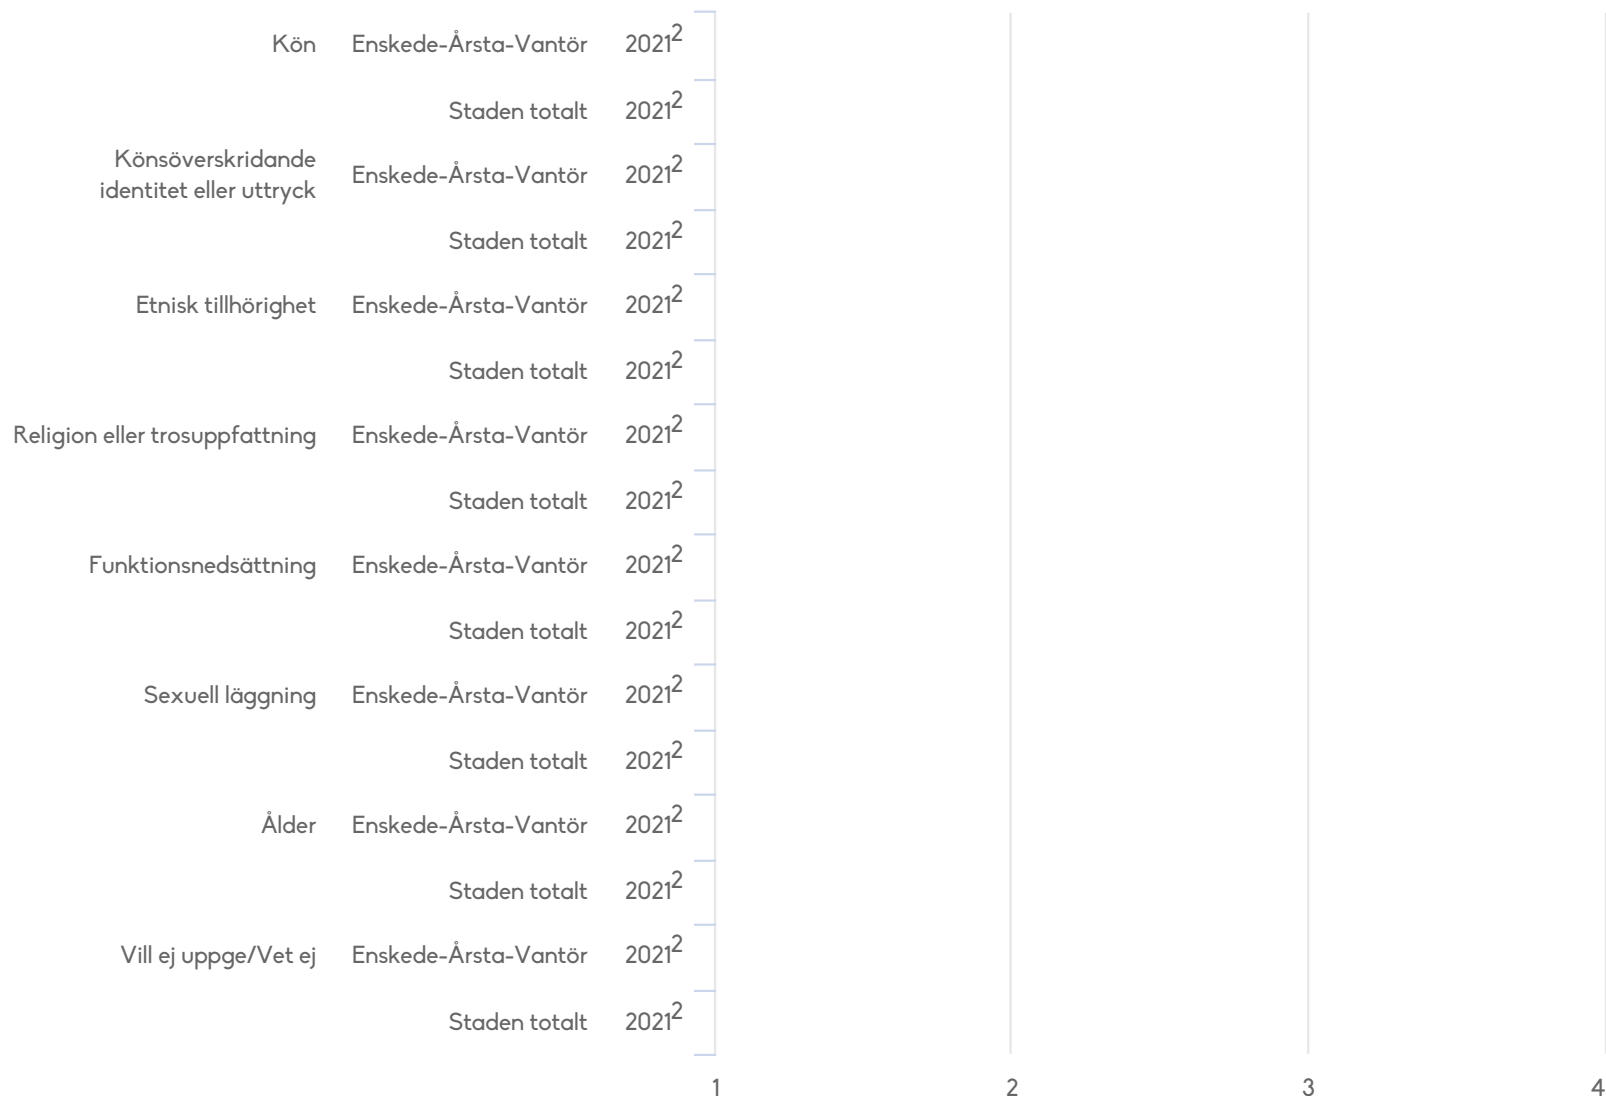 Kön Enskede-Årsta-Vantör 2021²
Staden totalt 2021²
Könsöverskridande
identitet eller uttryck Enskede-Årsta-Vantör 2021²
Staden totalt 2021²
Etnisk tillhörighet Enskede-Årsta-Vantör 2021²
Staden totalt 2021²
Religion eller trosuppfattning Enskede-Årsta-Vantör 2021²
Staden totalt 2021²
Funktionsnedsättning Enskede-Årsta-Vantör 2021²
Staden totalt 2021²
Sexuell läggning Enskede-Årsta-Vantör 2021²
Staden totalt 2021²
Ålder Enskede-Årsta-Vantör 2021²
Staden totalt 2021²
Vill ej uppge/Vet ej Enskede-Årsta-Vantör 2021²
Staden totalt 2021²
1 2 3 4